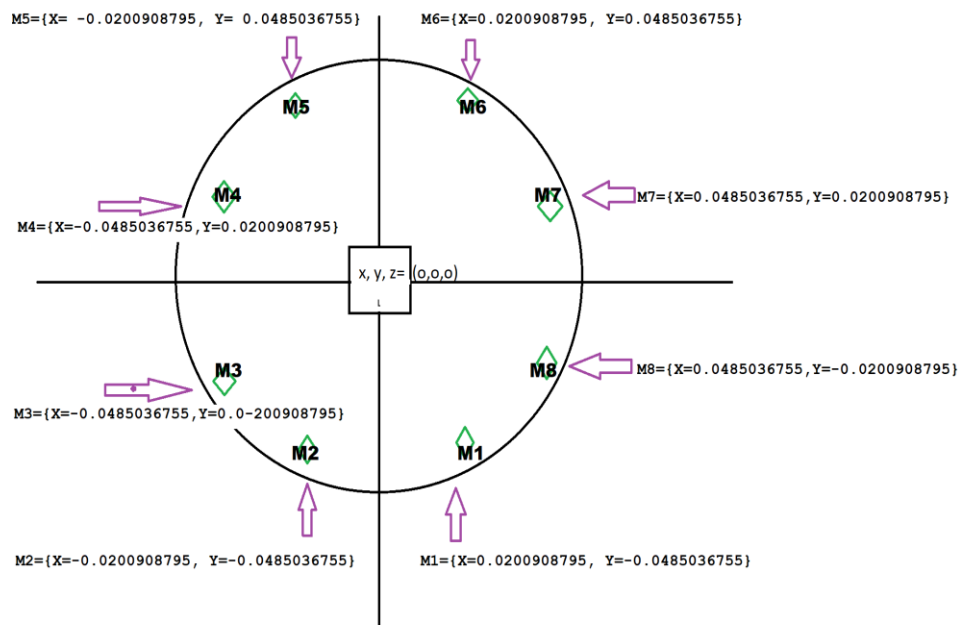 M5={X= -0.0200908795, Y= 0.0485036755}
M6={X=0.0200908795, Y=0.0485036755}
M5
M6
M4
M7
M7={X=0.0485036755,Y=0.0200908795}
M4={X=-0.0485036755,Y=0.0200908795}
x, y, z= (o,o,o)
M3
M8
M8={X=0.0485036755,Y=-0.0200908795}
M3={X=-0.0485036755,Y=0.0-200908795}
M2
M1
M2={X=-0.0200908795, Y=-0.0485036755}
M1={X=0.0200908795, Y=-0.0485036755}